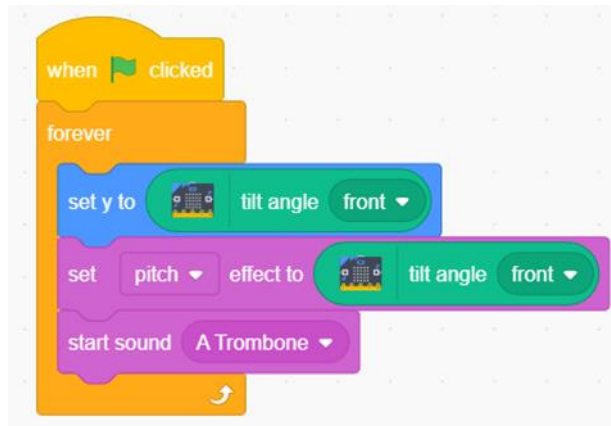 when clicked
forever
set y to tilt angle front
set pitch effect to tilt angle front
start sound A Trombone